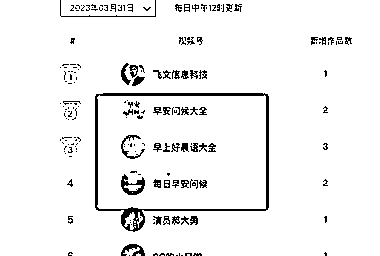 2023年03月31日 每日中午12时更新
# 视频号 新增作品数
1 飞文信息科技 1
2 早安问候大全 2
3 早上好晨语大全 3
4 每日早安问候 2
5 演员郝大勇 1